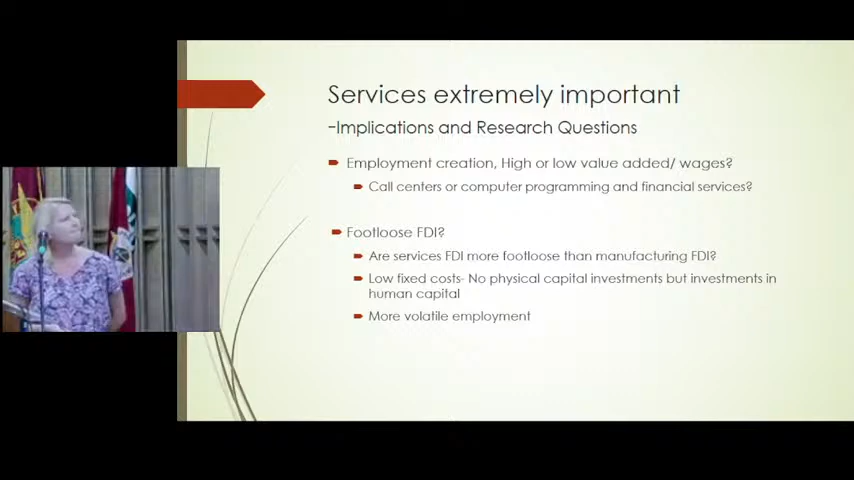 Services extremely important
-Implications and Research Questions
Employment creation, High or low value added/ wages?
Call centers or computer programming and financial services?
Footloose FDI?
Are services FDI more footloose than manufacturing FDI?
Low fixed costs- No physical capital investments but investments in
human capital
More volatile employment